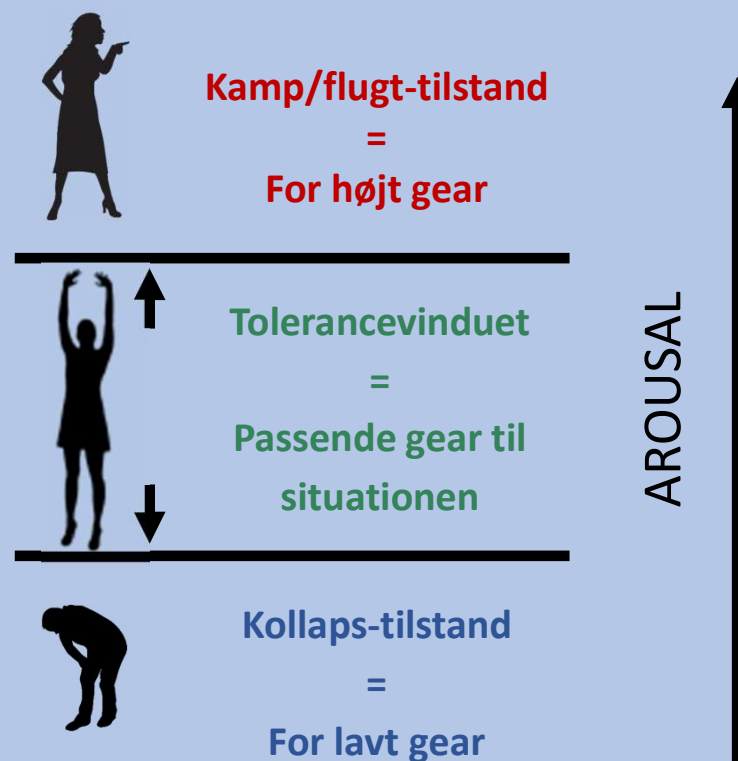 Kamp/flugt-tilstand
=
For højt gear
Tolerancevinduet
=
Passende gear til
situationen
Kollaps-tilstand
=
For lavt gear
AROUSAL